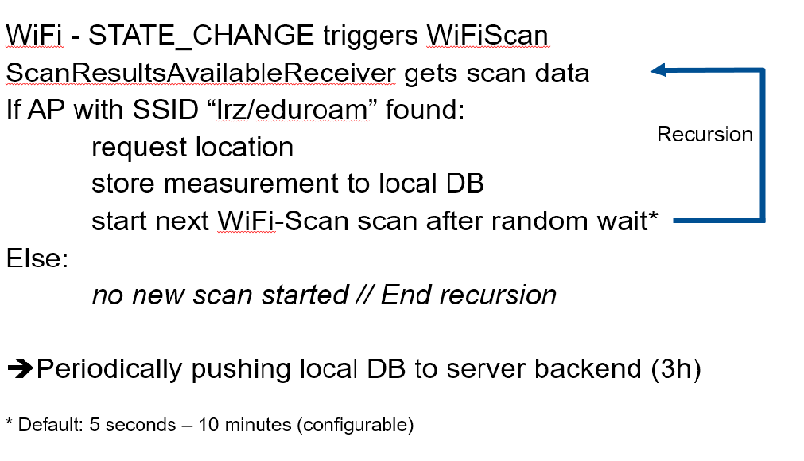 WiFi - STATE_CHANGE triggers WiFiScan
ScanResultsAvailableReceiver gets scan data
If AP with SSID “lrz/eduroam” found:
request location
Recursion
store measurement to local DB
start next WiFi-Scan scan after random wait*
Else:
no new scan started // End recursion
➔Periodically pushing local DB to server backend (3h)
* Default: 5 seconds – 10 minutes (configurable)